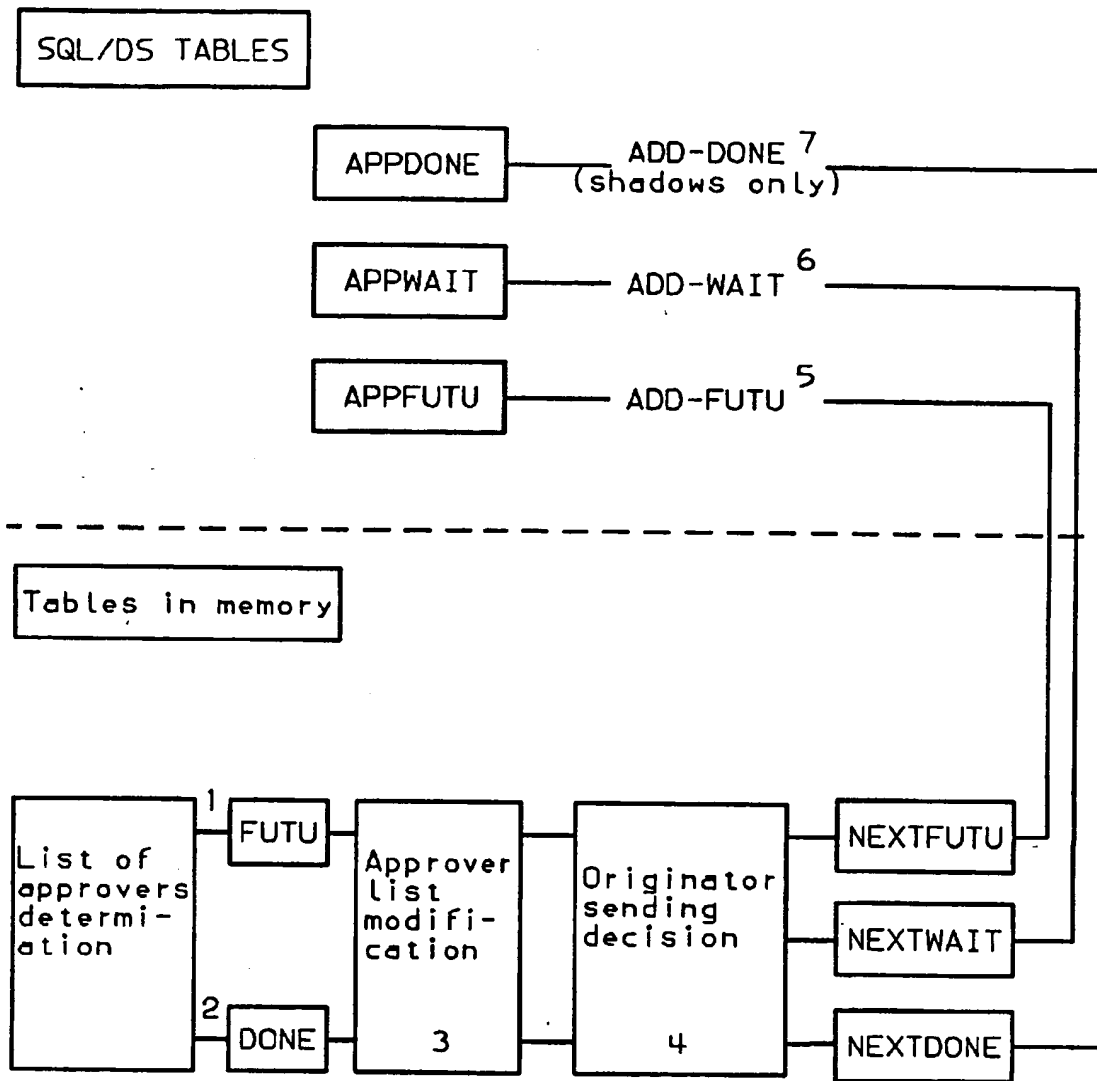 SQL/DS TABLES
APPDONE
ADD-DONE 7
(shadows only)
APPWAIT
ADD-WAIT 6
APPFUTU
ADD-FUTU 5
Tables in memory
List of
approvers
determi-
ation
1
FUTU
2
DONE
Approver
list
modifi-
cation
3
Originator
sending
decision
4
NEXTFUTU
NEXTWAIT
NEXTDONE